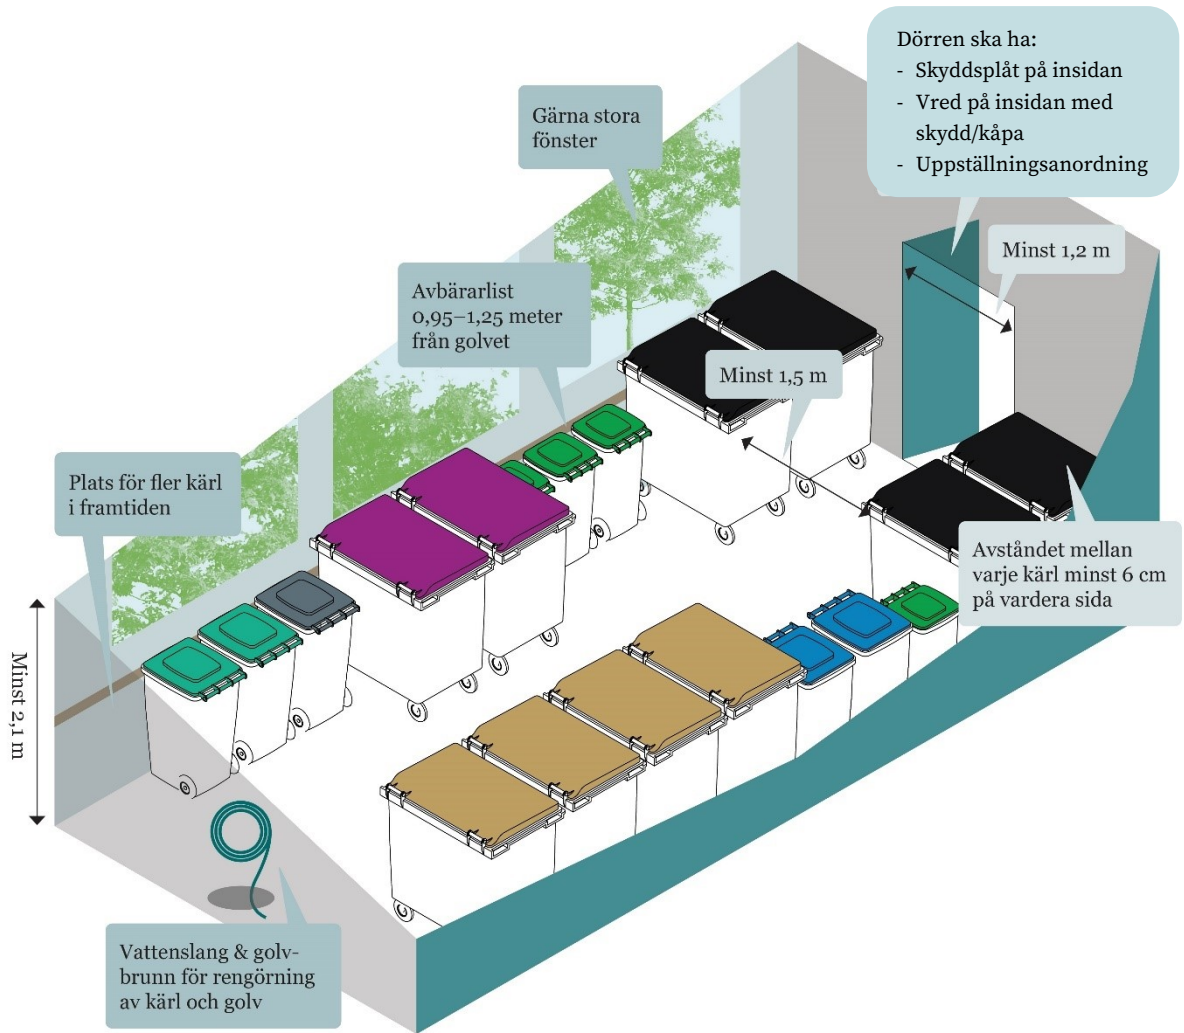 Dörren ska ha:
- Skyddsplåt på insidan
- Vred på insidan med
skydd/kåpa
- Uppställningsanordning
Gärna stora
fönster
Minst 1,2 m
Avbärarlist
0,95–1,25 meter
från golvet
Minst 1,5 m
Plats för fler kärl
i framtiden
Avståndet mellan
varje kärl minst 6 cm
på vardera sida
Minst 2,1 m
Vattenslang & golv-
brunn för rengörning
av kärl och golv